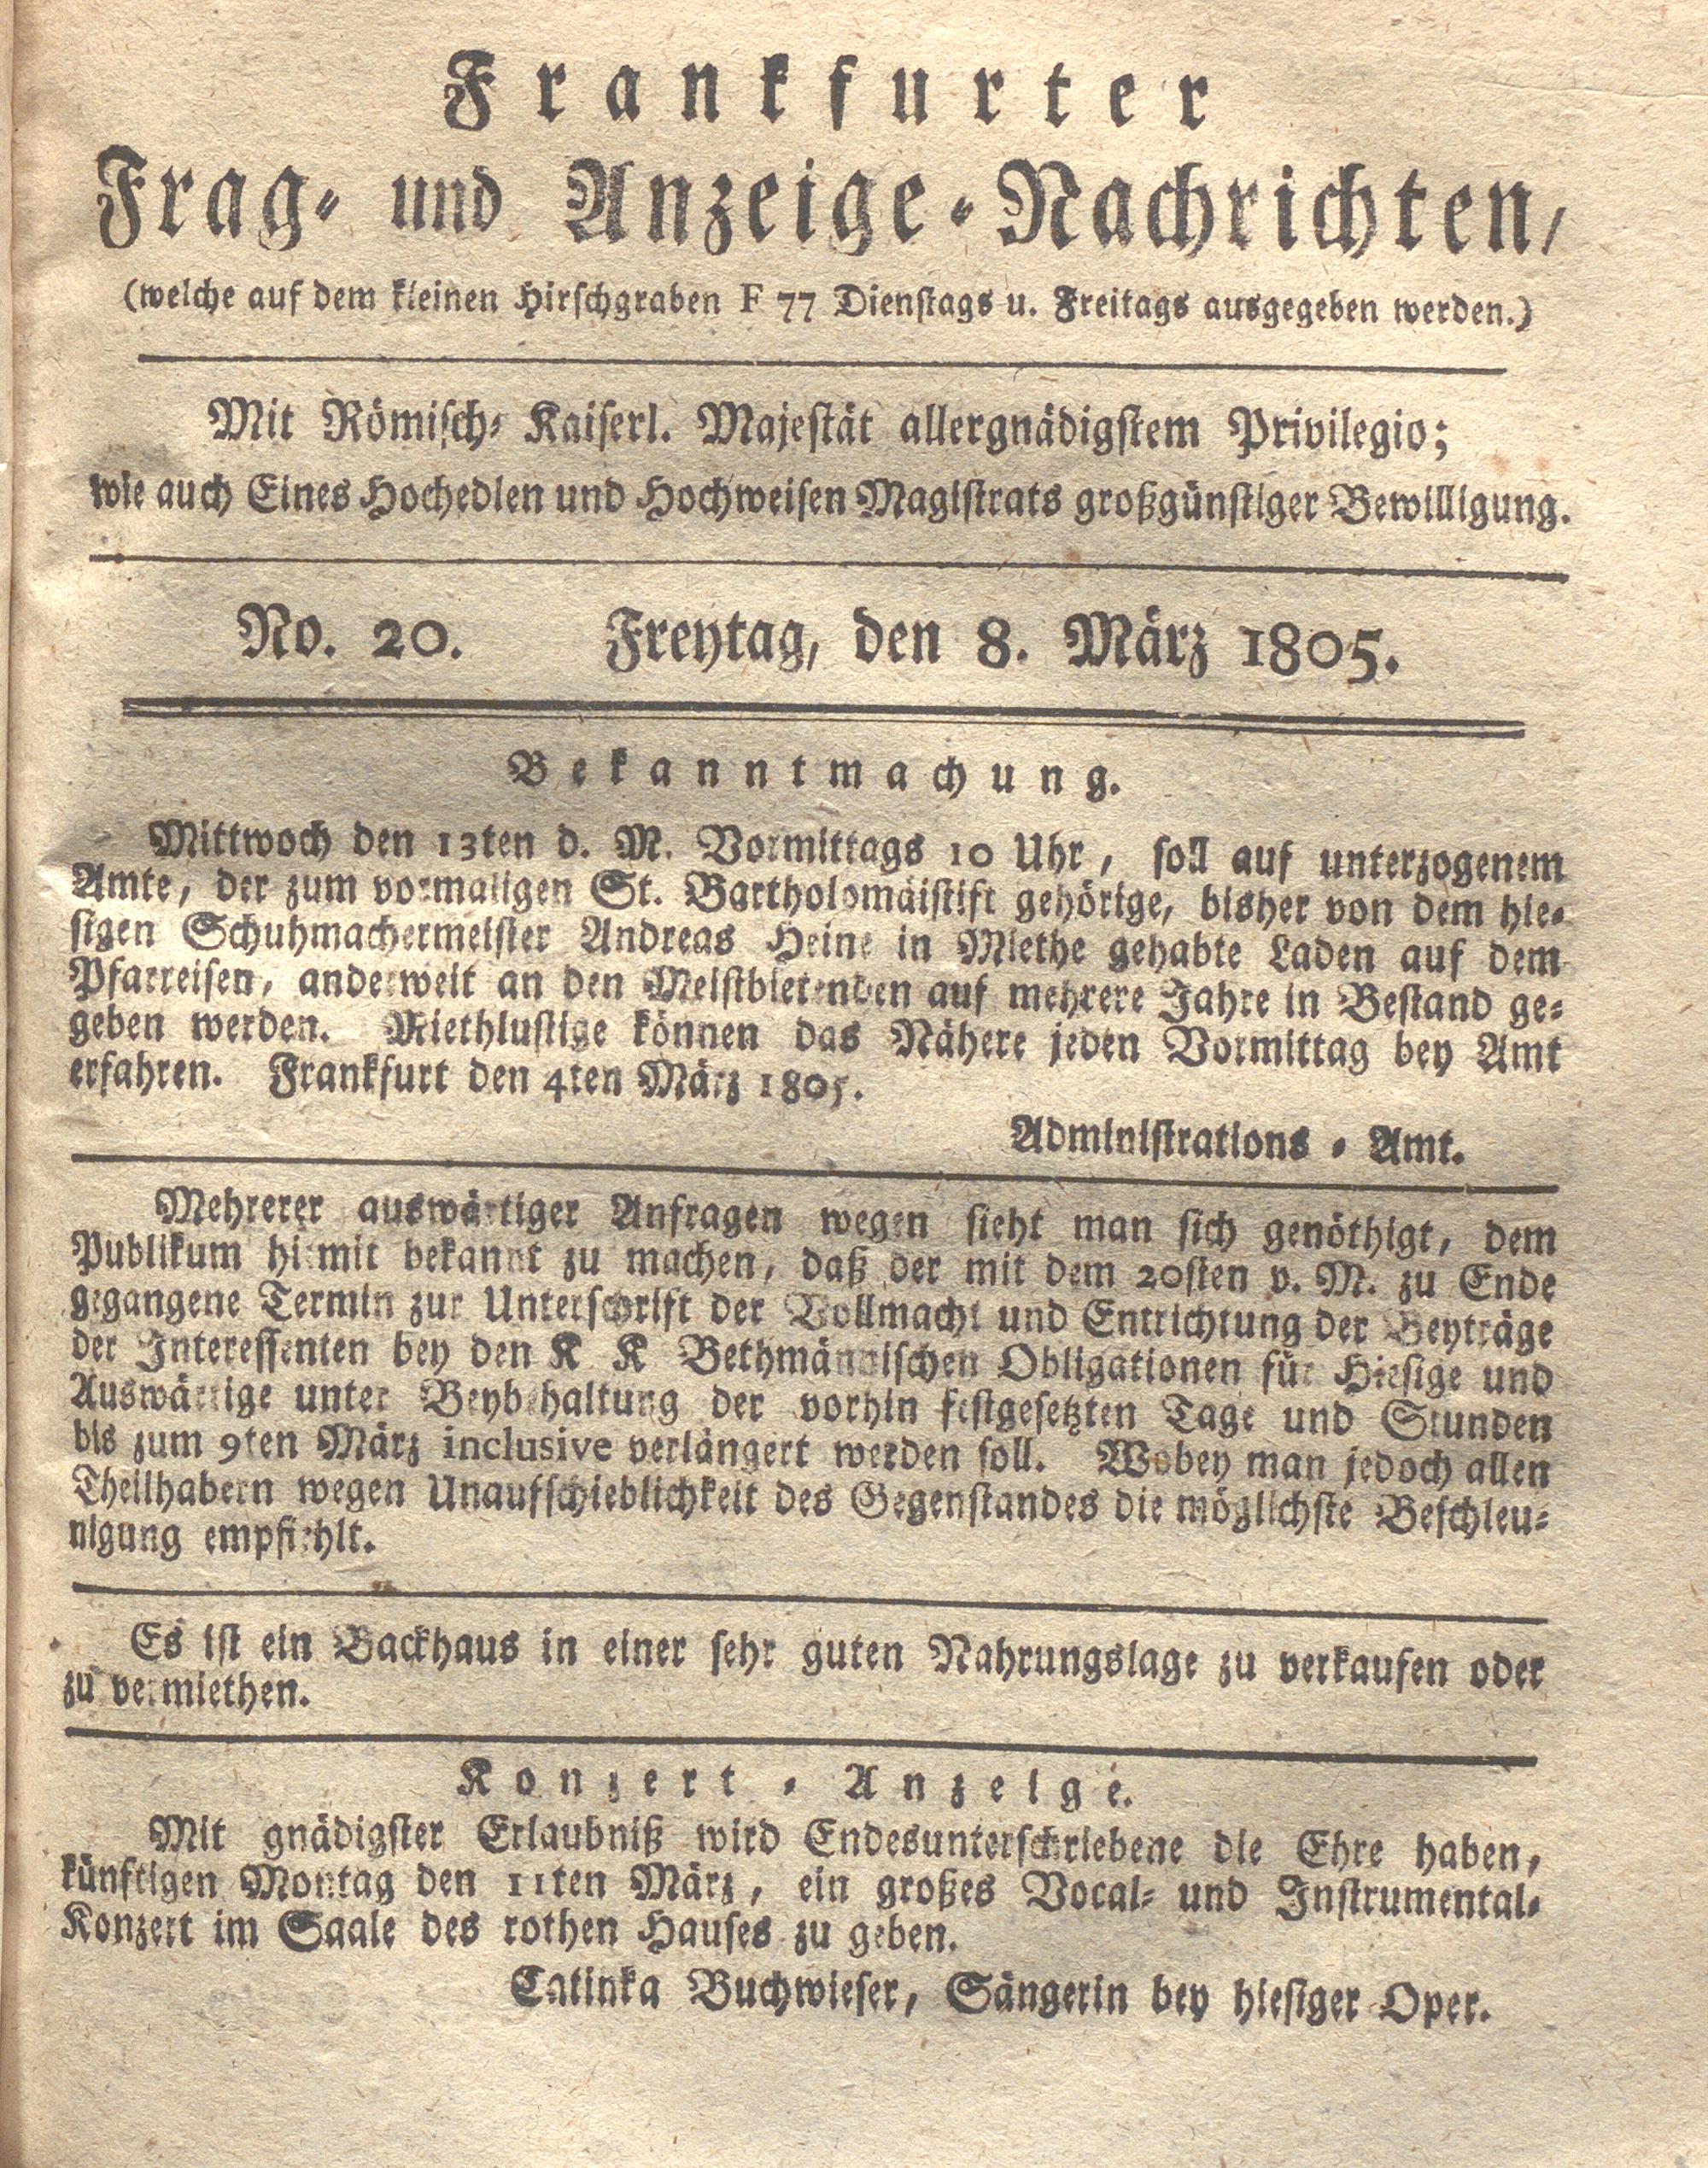 Frankfurter
Frag- und Anzeige-Nachrichten,
(welche auf dem kleinen Hirschgraben F 77 Dienstags u. Freitags ausgegeben werden.)
Mit Römisch- Kaiserl. Majestät allergnädigstem Privilegio;
wie auch Eines Hochedlen und Hochweisen Magistrats großgünstiger Bewilligung.
No. 20. Freytag, den 8. März 1805.
Bekanntmachung.
Mittwoch den 13ten d. M. Vormittags 10 Uhr, soll auf unterzogenem
Amte, der zum vormaligen St. Bartholomäistift gehörige, bisher von dem hie-
sigen Schuhmachermeister Andreas Heine in Miethe gehabte Laden auf dem
Pfarreisen, anderweit an den Meistbietenden auf mehrere Jahre in Bestand ge-
geben werden. Miethlustige können das Nähere jeden Vormittag bey Amt
erfahren. Frankfurt den 4ten März 1805.
Administrations-Amt.
Mehrerer auswärtiger Anfragen wegen sieht man sich genöthigt, dem
Publikum hiemit bekannt zu machen, daß der mit dem 20sten v. M. zu Ende
gegangene Termin zur Unterschrift der Vollmacht und Entrichtung der Beyträge
der Interessenten bey den K K Bethmännischen Obligationen für Hiesige und
Auswärtige unter Beybehaltung der vorhin festgesetzten Tage und Stunden
bis zum 9ten März inclusive verlängert werden soll. Wobey man jedoch allen
Theilhabern wegen Unaufschieblichkeit des Gegenstandes die möglichste Beschleu-
nigung empfiehlt.
Es ist ein Backhaus in einer sehr guten Nahrungslage zu verkaufen oder
zu vermiethen.
Konzert-Anzeige.
Mit gnädigster Erlaubniß wird Endesunterschriebene die Ehre haben,
künftigen Montag den 11ten März, ein großes Vocal- und Instrumental-
Konzert im Saale des rothen Hauses zu geben.
Catinka Buchwieser, Sängerin bey hiesiger Oper.